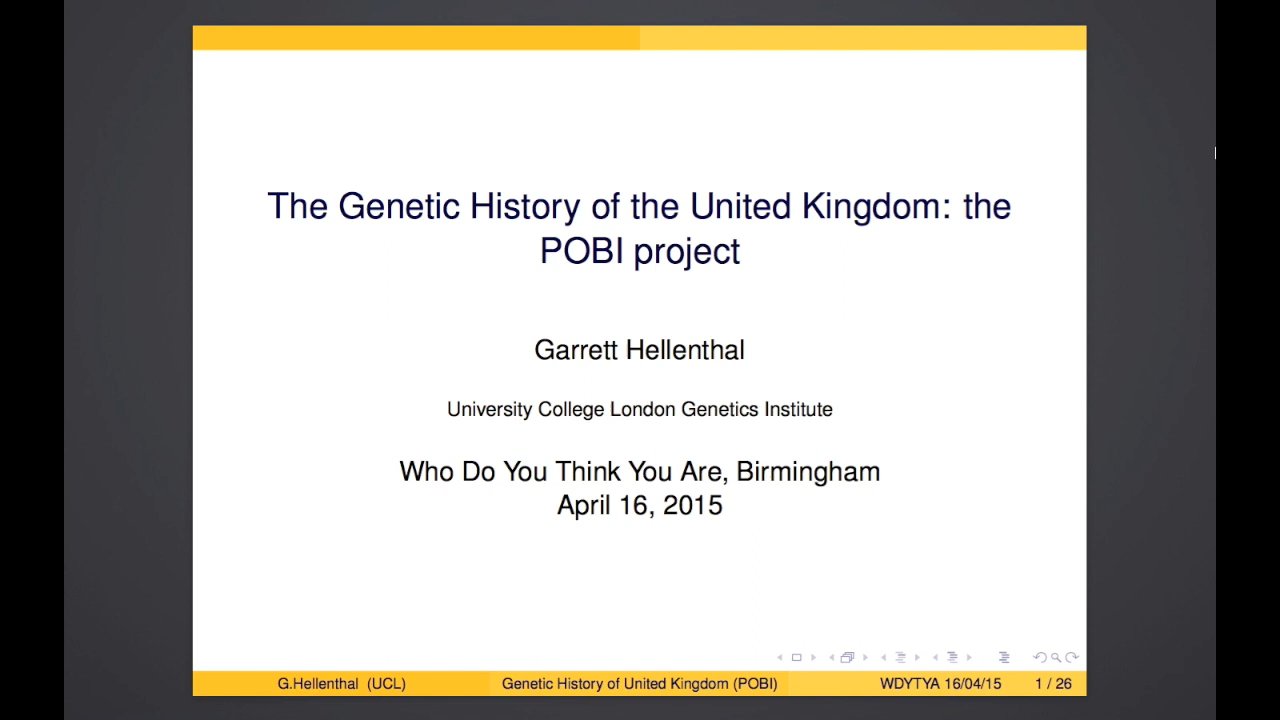 The Genetic History of the United Kingdom: the
POBI project
Garrett Hellenthal
University College London Genetics Institute
Who Do You Think You Are, Birmingham
April 16, 2015
G.Hellenthal (UCL) Genetic History of United Kingdom (POBI) WDYTYA 16/04/15 1 / 26